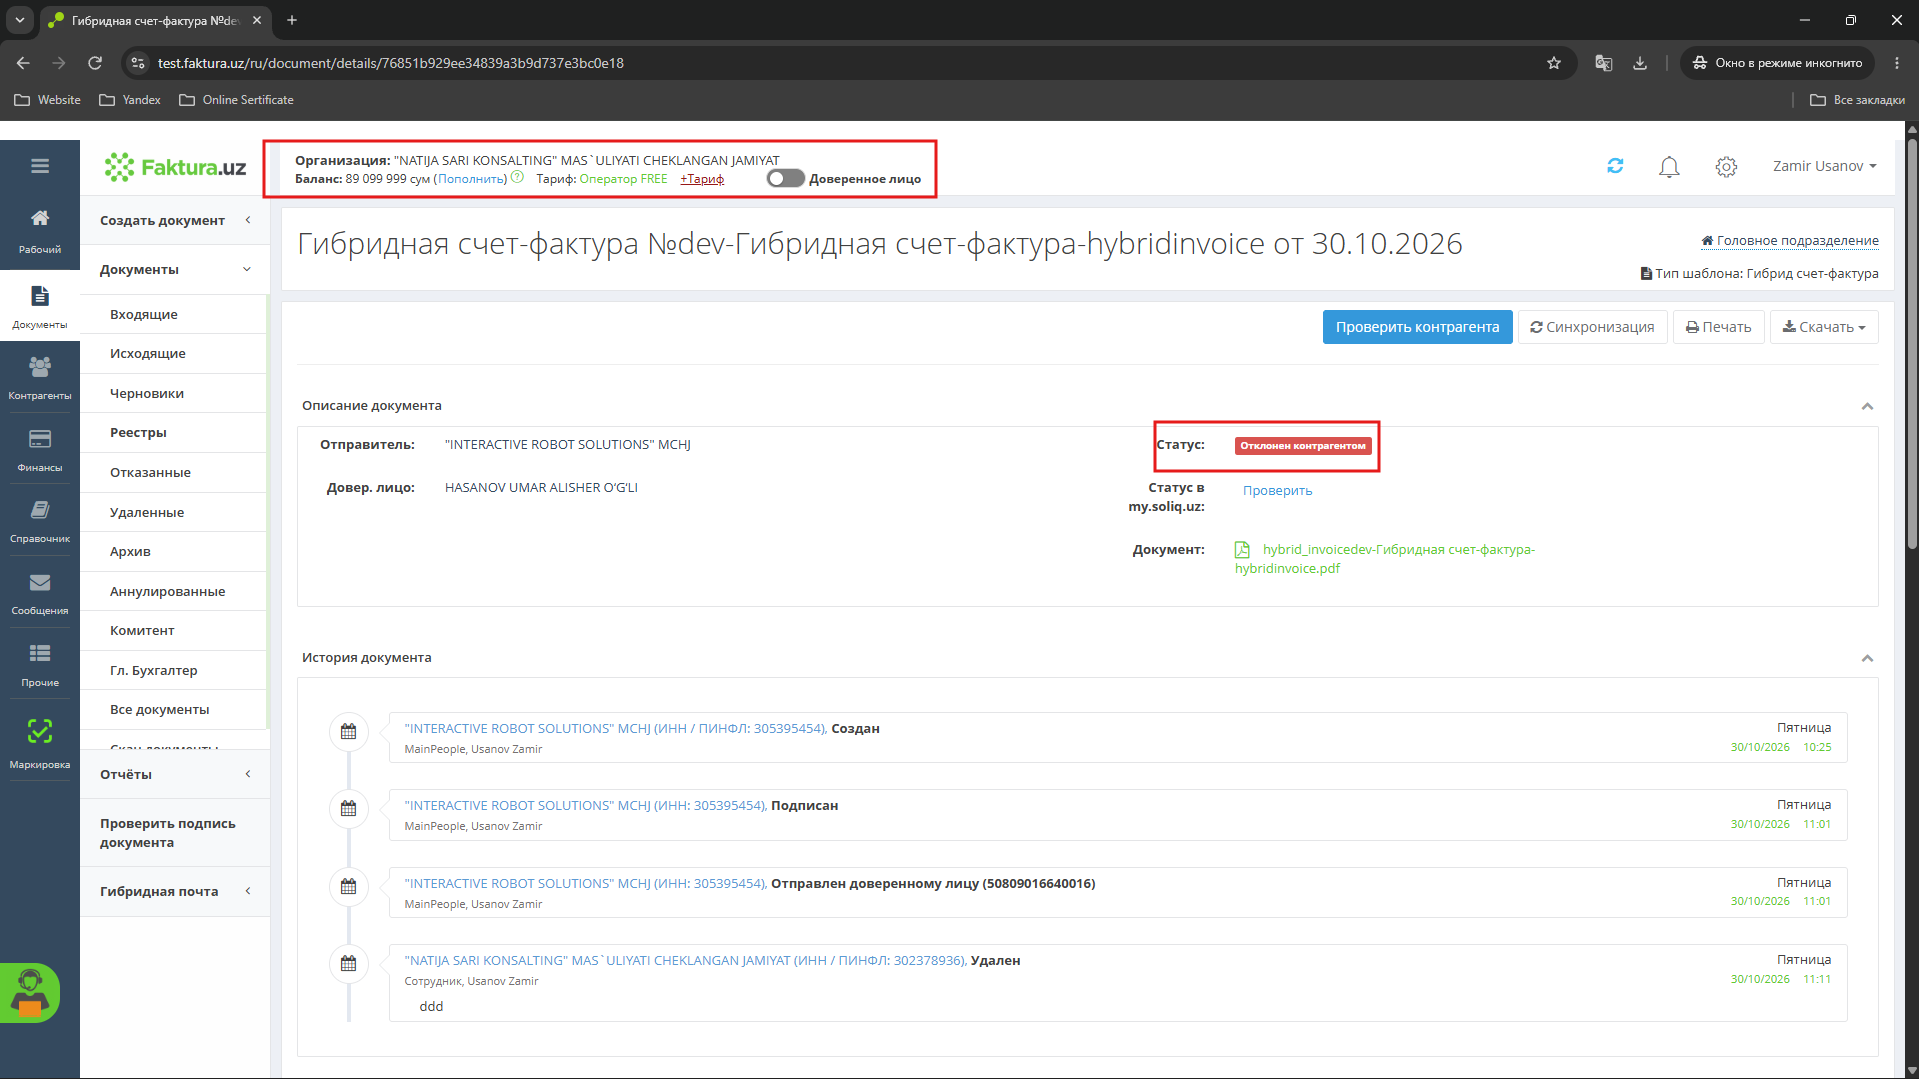 Гибридная счет-фактура №dev
test.faktura.uz/ru/document/details/76851b929ee34839a3b9d737e3bc0e18
Окно в режиме инкогнито
Website
Yandex
Online Sertificate
Все закладки
Faktura.uz
Организация: "NATIJA SARI KONSALTING" MAS`ULIYATI CHEKLANGAN JAMIYAT
Баланс: 89 099 999 сум (Пополнить) ? Тариф: Оператор FREE +Тариф Доверенное лицо
Zamir Usanov
Рабочий
Документы
Контрагенты
Финансы
Справочник
Сообщения
Прочие
Маркировка
Создать документ
Документы
Входящие
Исходящие
Черновики
Реестры
Отказанные
Удаленные
Архив
Аннулированные
Комитент
Гл. Бухгалтер
Все документы
Скан документы
Отчёты
Проверить подпись
документа
Гибридная почта
Гибридная счет-фактура №dev-Гибридная счет-фактура-hybridinvoice от 30.10.2026
Головное подразделение
Тип шаблона: Гибрид счет-фактура
Проверить контрагента
Синхронизация
Печать
Скачать
Описание документа
Отправитель: "INTERACTIVE ROBOT SOLUTIONS" MCHJ
Довер. лицо: HASANOV UMAR ALISHER O‘G‘LI
Статус: Отклонен контрагентом
Статус в
my.soliq.uz:
Проверить
Документ: hybrid_invoicedev-Гибридная счет-фактура-
hybridinvoice.pdf
История документа
"INTERACTIVE ROBOT SOLUTIONS" MCHJ (ИНН / ПИНФЛ: 305395454), Создан
MainPeople, Usanov Zamir
Пятница
30/10/2026 10:25
"INTERACTIVE ROBOT SOLUTIONS" MCHJ (ИНН: 305395454), Подписан
MainPeople, Usanov Zamir
Пятница
30/10/2026 11:01
"INTERACTIVE ROBOT SOLUTIONS" MCHJ (ИНН: 305395454), Отправлен доверенному лицу (50809016640016)
MainPeople, Usanov Zamir
Пятница
30/10/2026 11:01
"NATIJA SARI KONSALTING" MAS`ULIYATI CHEKLANGAN JAMIYAT (ИНН / ПИНФЛ: 302378936), Удален
Сотрудник, Usanov Zamir
ddd
Пятница
30/10/2026 11:11